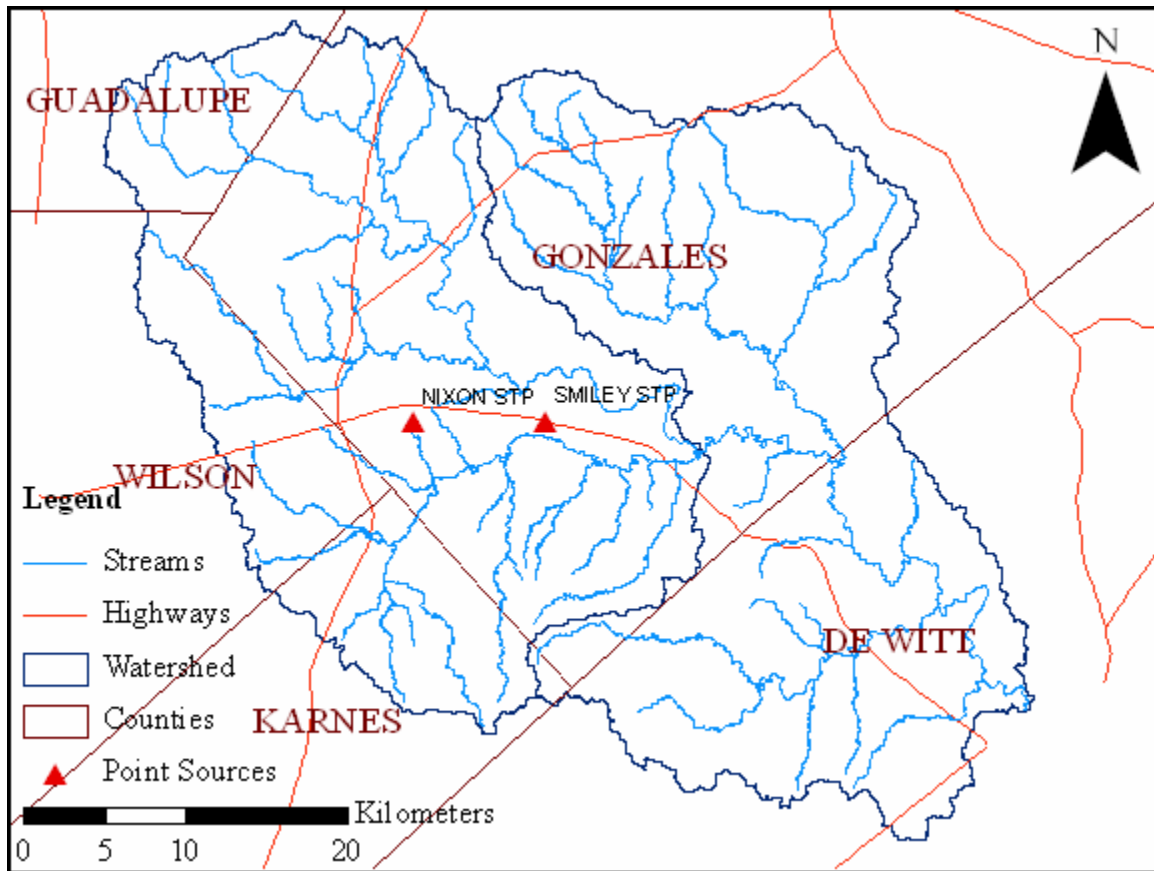 N
GUADALUPE
GONZALES
NIXON STP
SMILEY STP
WILSON
Legend
Streams
Highways
DE WITT
Watershed
Counties
KARNES
Point Sources
Kilometers
0 5 10 20